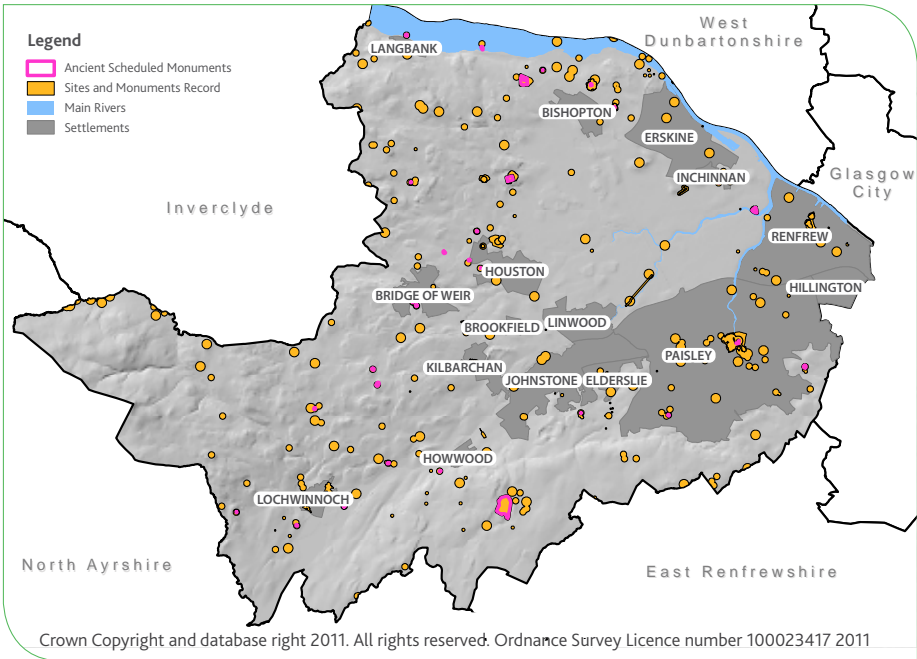 West
Dunbartonshire
Legend
Ancient Scheduled Monuments
Sites and Monuments Record
Main Rivers
Settlements
LANGBANK
BISHOPTON
ERSKINE
INCHINNAN
Glasgow
City
Inverclyde
RENFREW
HOUSTON
HILLINGTON
BRIDGE OF WEIR
BROOKFIELD
LINWOOD
PAISLEY
KILBARCHAN
JOHNSTONE
ELDERSLIE
HOWWOOD
LOCHWINNOCH
North Ayrshire
East Renfrewshire
Crown Copyright and database right 2011. All rights reserved. Ordnance Survey Licence number 100023417 2011